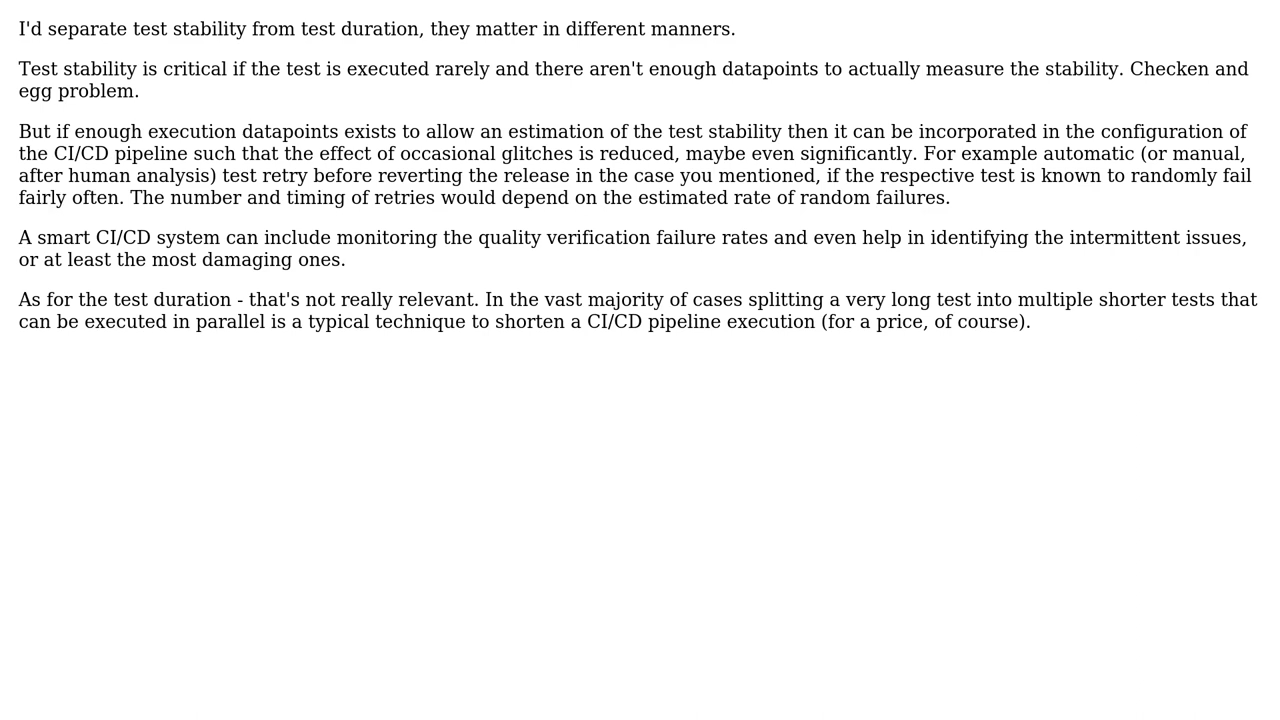 I'd separate test stability from test duration, they matter in different manners.
Test stability is critical if the test is executed rarely and there aren't enough datapoints to actually measure the stability. Checken and
egg problem.
But if enough execution datapoints exists to allow an estimation of the test stability then it can be incorporated in the configuration of
the CI/CD pipeline such that the effect of occasional glitches is reduced, maybe even significantly. For example automatic (or manual,
after human analysis) test retry before reverting the release in the case you mentioned, if the respective test is known to randomly fail
fairly often. The number and timing of retries would depend on the estimated rate of random failures.
A smart CI/CD system can include monitoring the quality verification failure rates and even help in identifying the intermittent issues,
or at least the most damaging ones.
As for the test duration - that's not really relevant. In the vast majority of cases splitting a very long test into multiple shorter tests that
can be executed in parallel is a typical technique to shorten a CI/CD pipeline execution (for a price, of course).